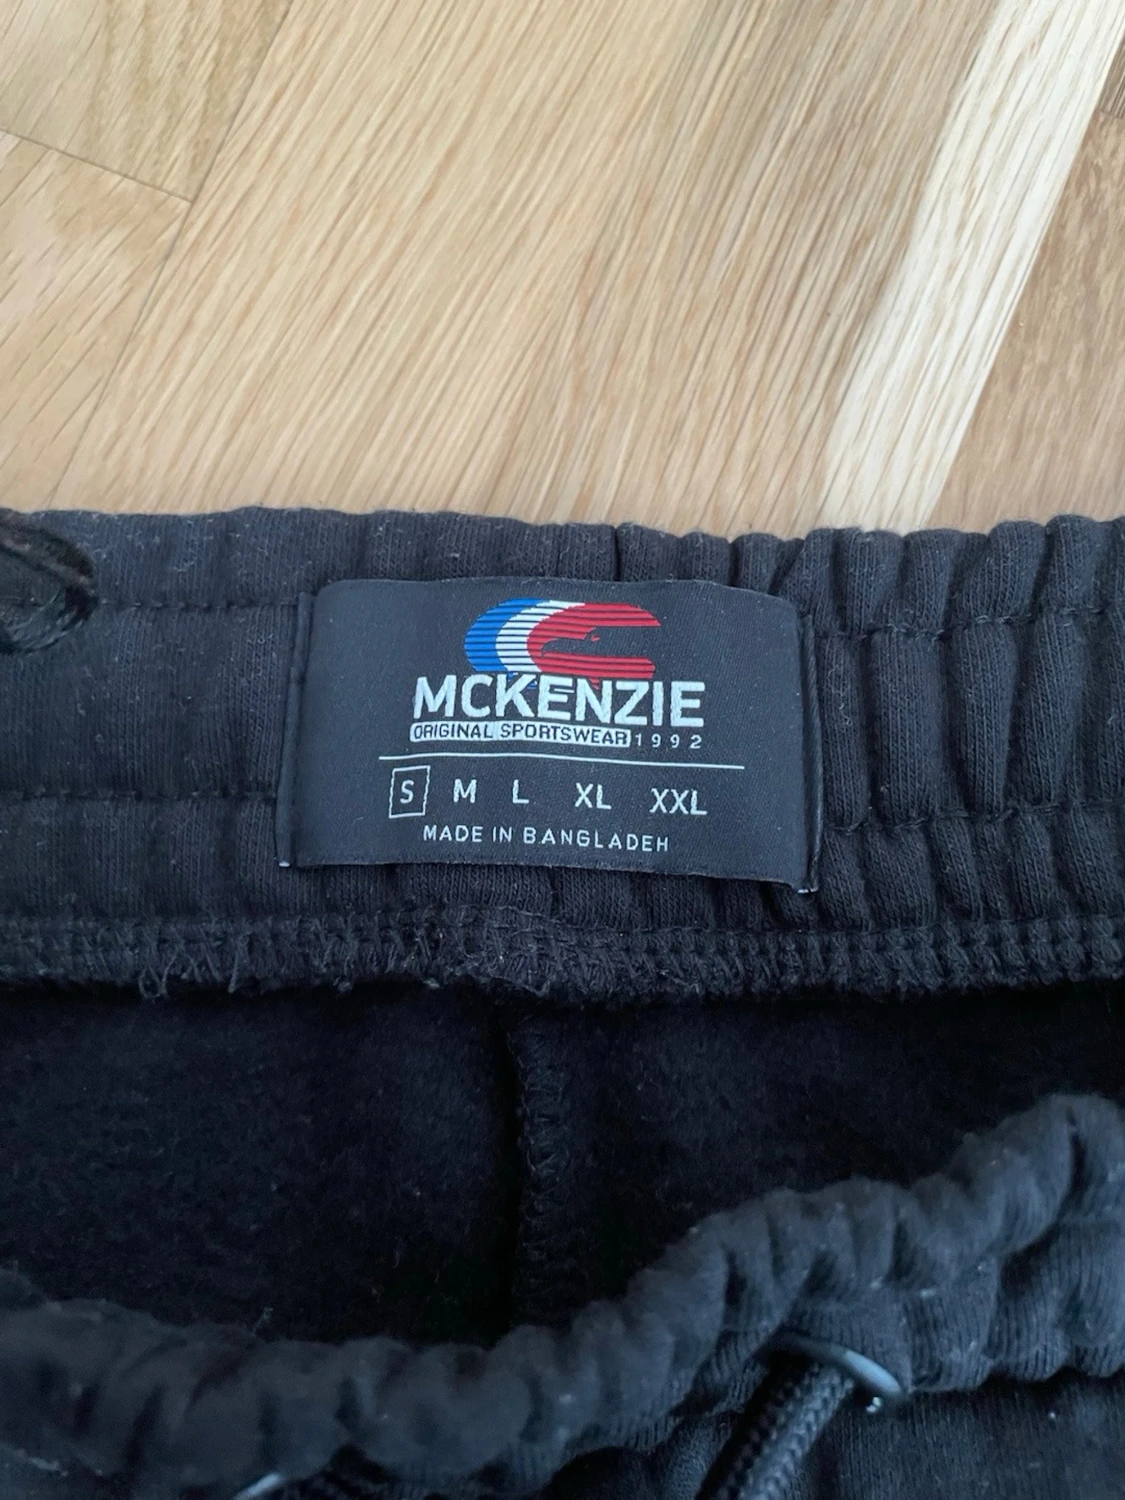 MCKENZIE
ORIGINAL SPORTSWEAR 1992
S M L XL XXL
MADE IN BANGLADEH